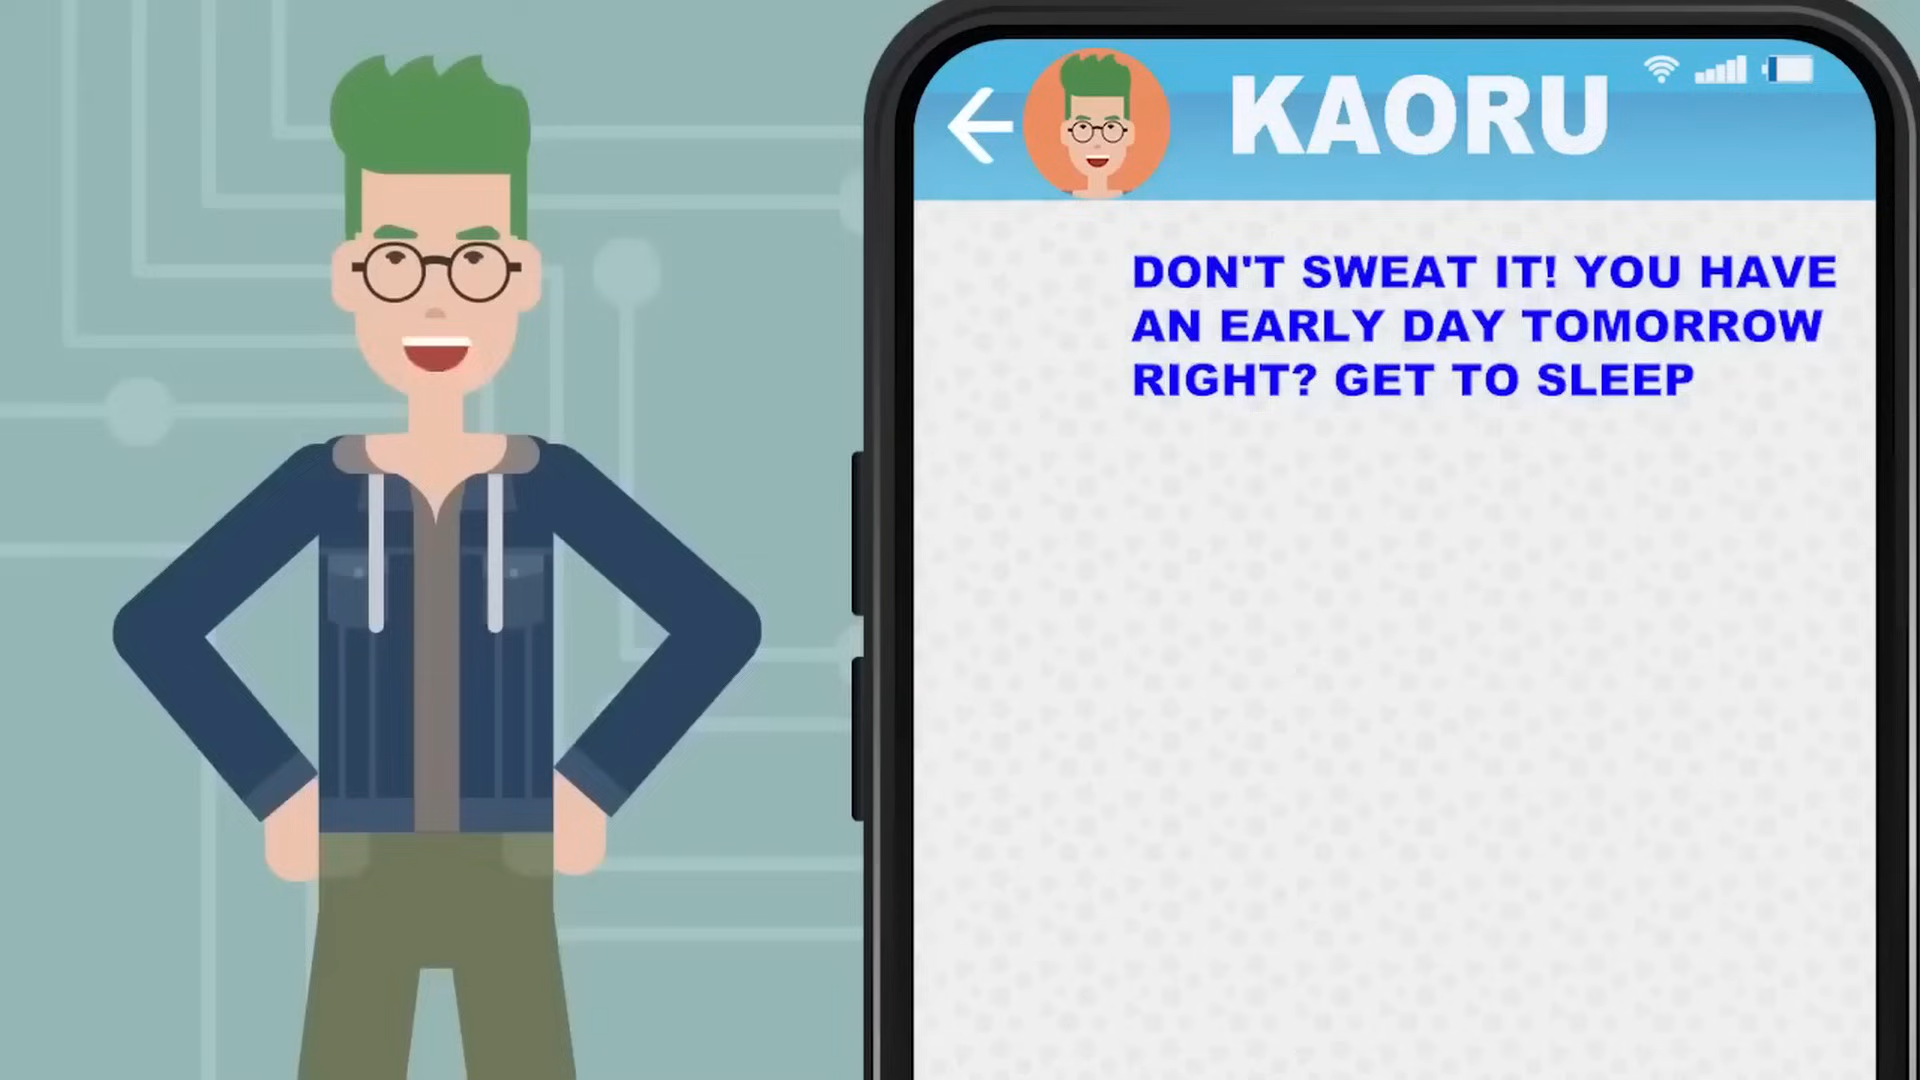 KAORU
DON'T SWEAT IT! YOU HAVE
AN EARLY DAY TOMORROW
RIGHT? GET TO SLEEP